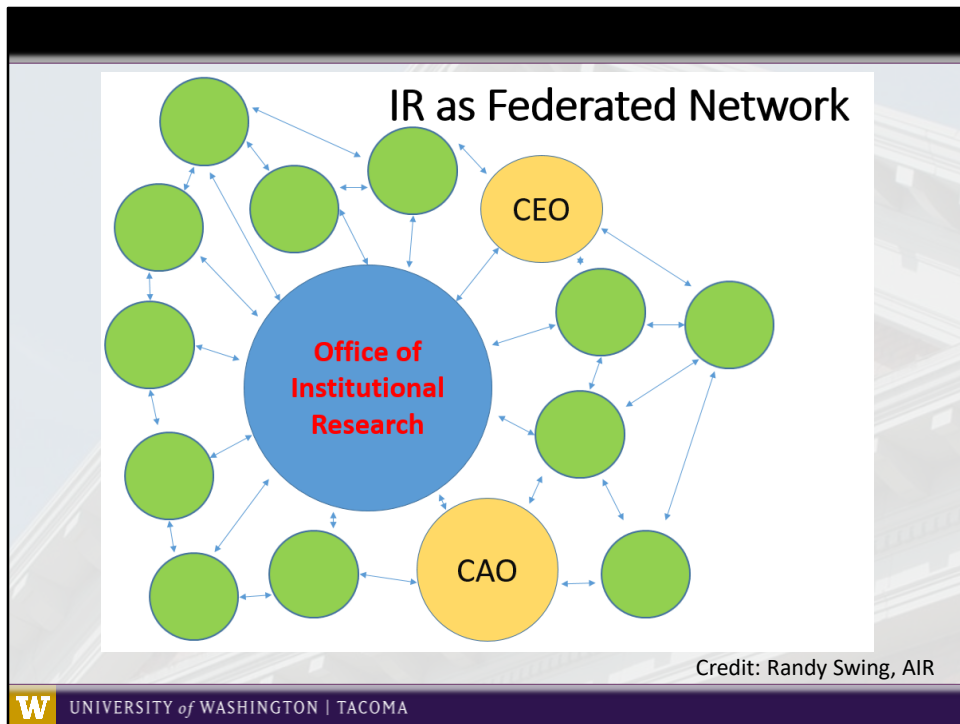 IR as Federated Network
CEO
Office of
Institutional
Research
CAO
Credit: Randy Swing, AIR
W UNIVERSITY of WASHINGTON | TACOMA